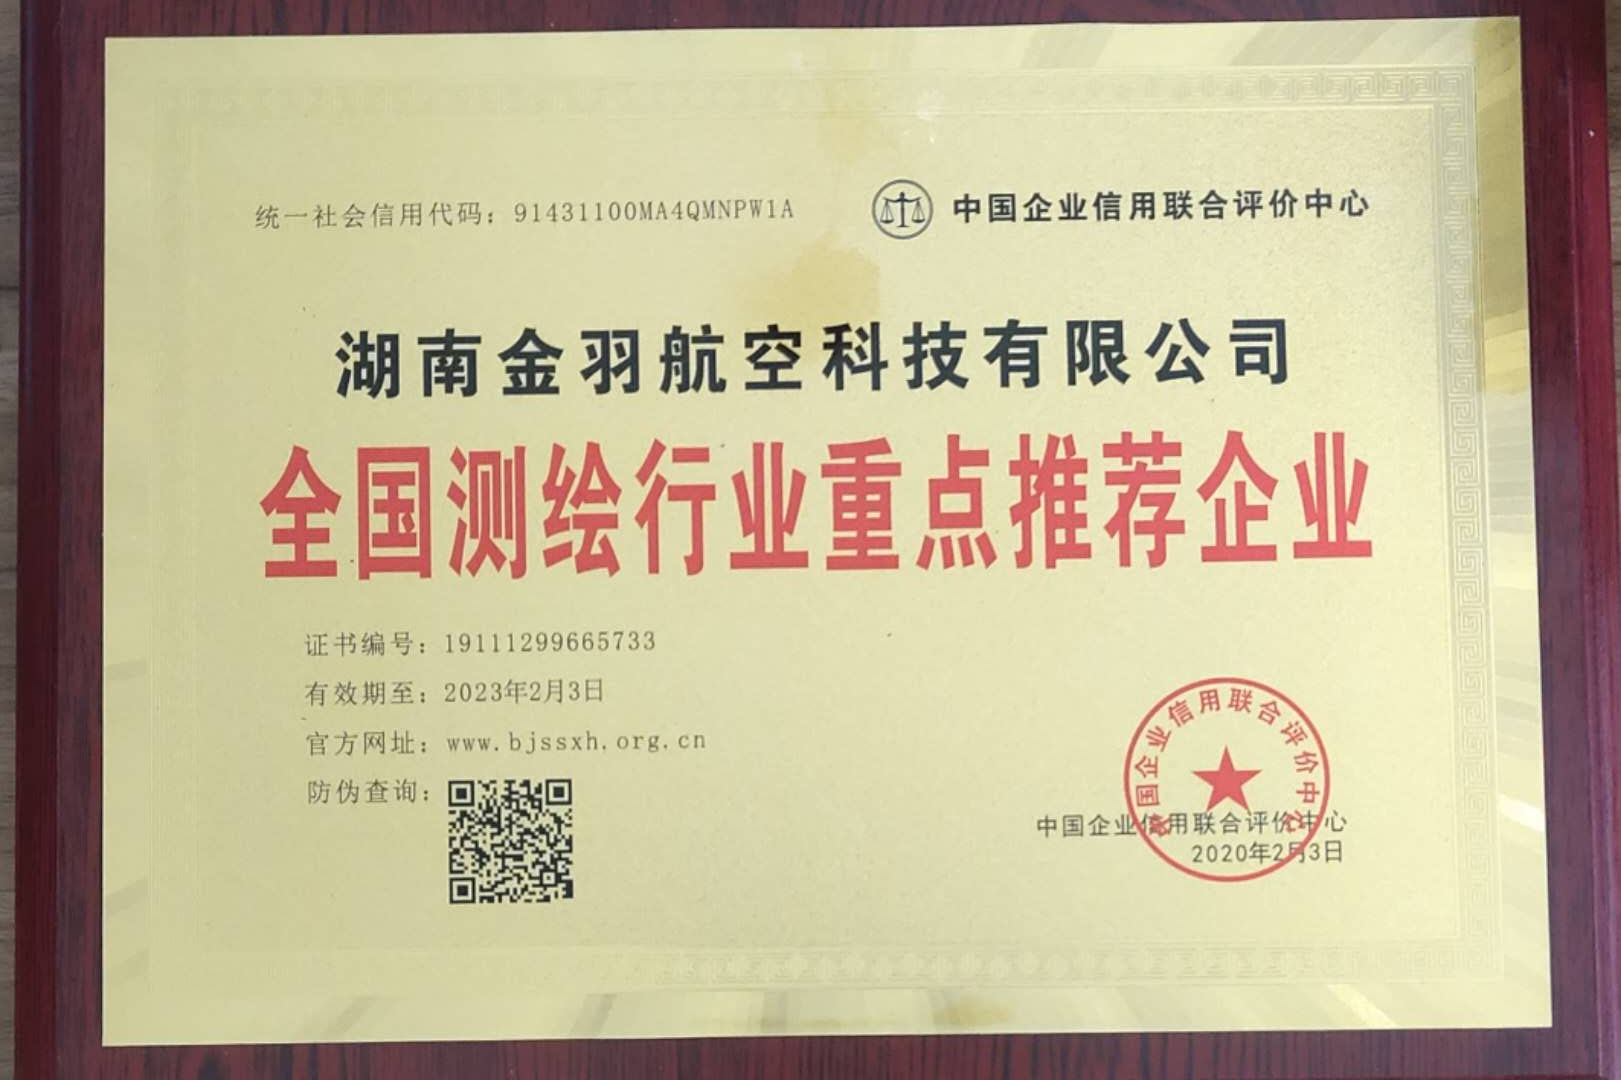 统一社会信用代码：91431100MA4QMNPW1A
中国企业信用联合评价中心
湖南金羽航空科技有限公司
全国测绘行业重点推荐企业
证书编号：19111299665733
有效期至：2023年2月3日
官方网址：www.bjssxh.org.cn
防伪查询：
国企业信用联合评价中心
中国企业信用联合评价中心
2020年2月3日